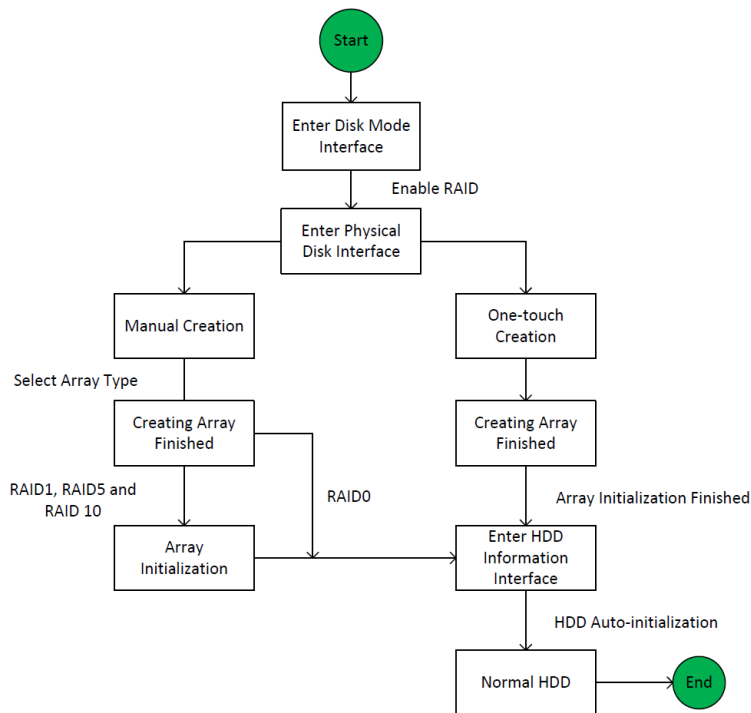 Start
Enter Disk Mode
Interface
Enable RAID
Enter Physical
Disk Interface
Manual Creation
One-touch
Creation
Select Array Type
Creating Array
Finished
Creating Array
Finished
RAID1, RAID5 and
RAID 10
RAID0
Array Initialization Finished
Array
Initialization
Enter HDD
Information
Interface
HDD Auto-initialization
Normal HDD
End